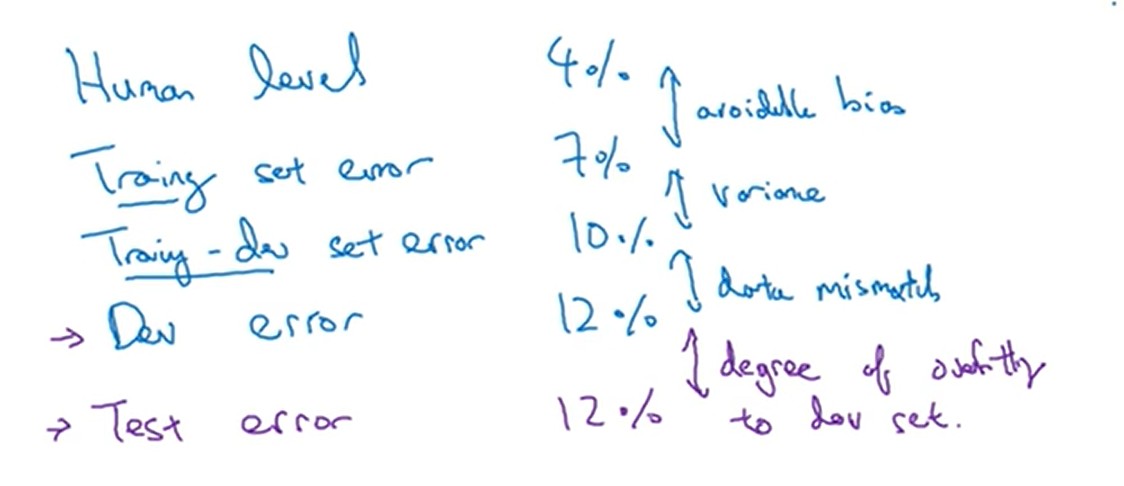 Human level 4%
avoidable bias
Training set error 7%
variance
Training-dev set error 10%
data mismatch
→ Dev error 12%
degree of overfitting
→ Test error 12% to dev set.